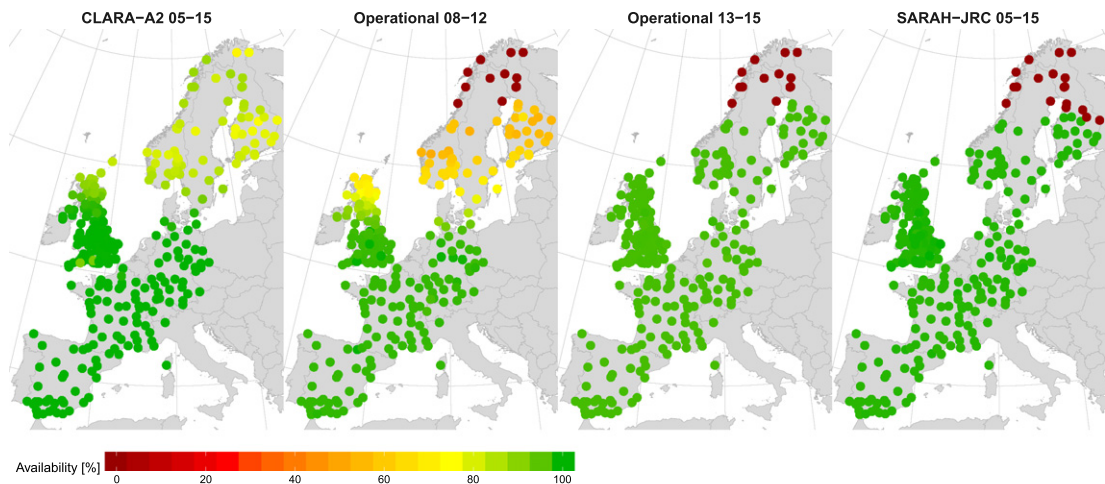 CLARA−A2 05−15 Operational 08−12 Operational 13−15 SARAH−JRC 05−15
Availability [%]
0 20 40 60 80 100